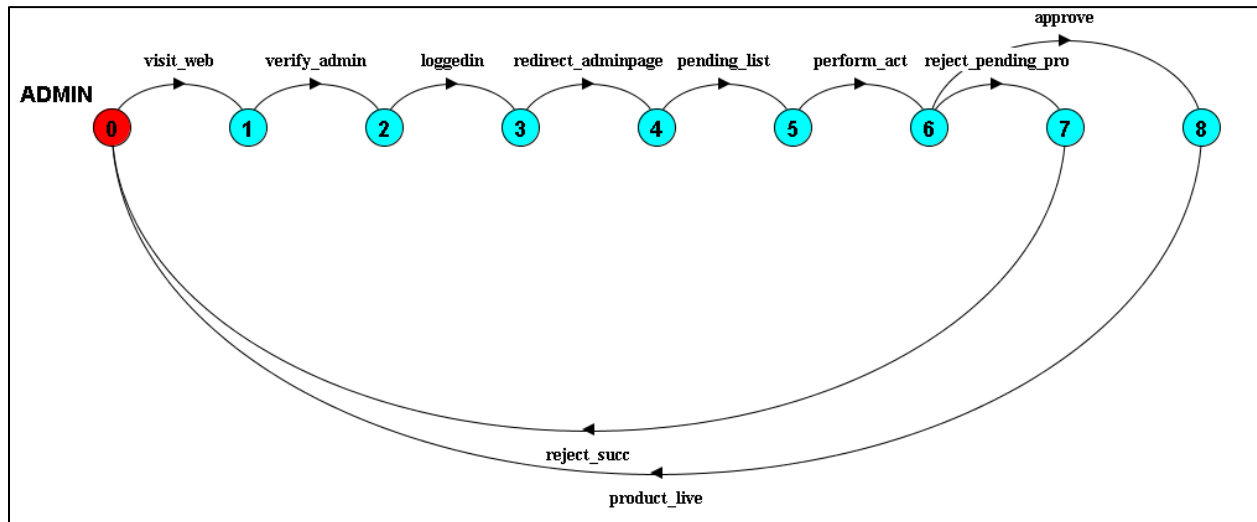 approve
visit_web
verify_admin
loggedin
redirect_adminpage
pending_list
perform_act
reject_pending_pro
ADMIN
0
1
2
3
4
5
6
7
8
reject_succ
product_live